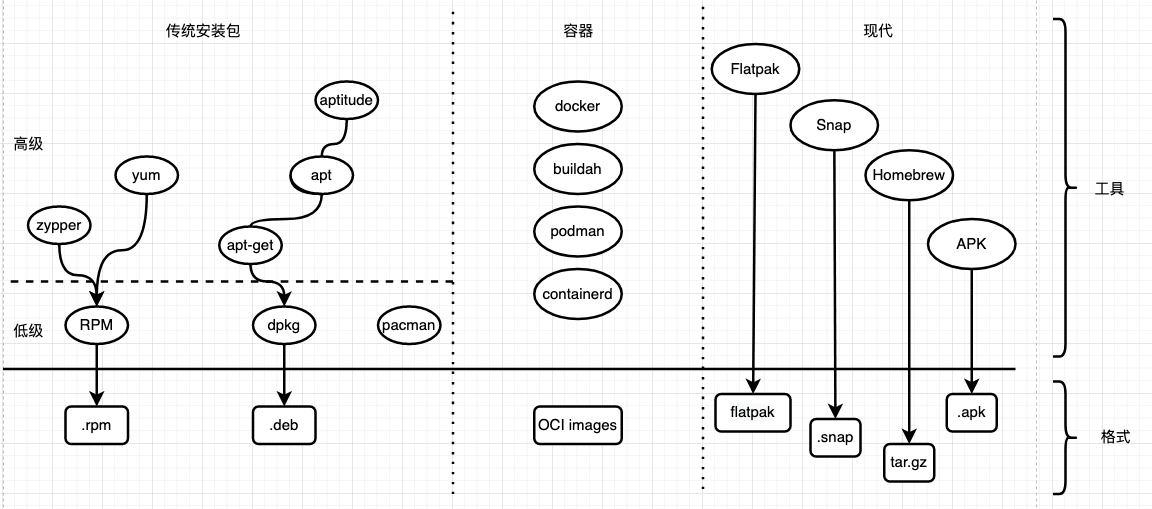 传统安装包
容器
现代
Flatpak
aptitude
docker
Snap
高级
yum
apt
buildah
Homebrew
工具
zypper
apt-get
podman
APK
containerd
低级
RPM
dpkg
pacman
.rpm
.deb
OCI images
flatpak
.apk
.snap
格式
tar.gz